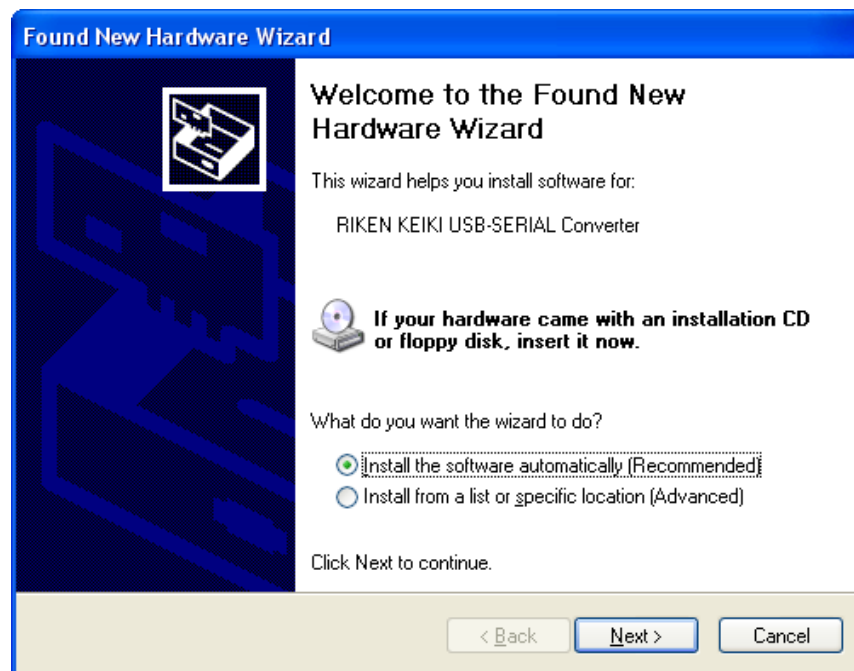 Found New Hardware Wizard
Welcome to the Found New
Hardware Wizard
This wizard helps you install software for:
RIKEN KEIKI USB-SERIAL Converter
If your hardware came with an installation CD
or floppy disk, insert it now.
What do you want the wizard to do?
Install the software automatically (Recommended)
Install from a list or specific location (Advanced)
Click Next to continue.
< Back Next > Cancel